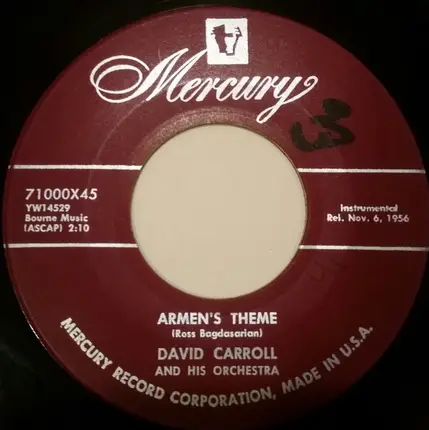 Mercury
71000X45
YW14529
Bourne Music
(ASCAP) 2:10
Instrumental
Rel. Nov. 6, 1956
ARMEN'S THEME
(Ross Bagdasarian)
DAVID CARROLL
AND HIS ORCHESTRA
MERCURY RECORD CORPORATION, MADE IN U.S.A.